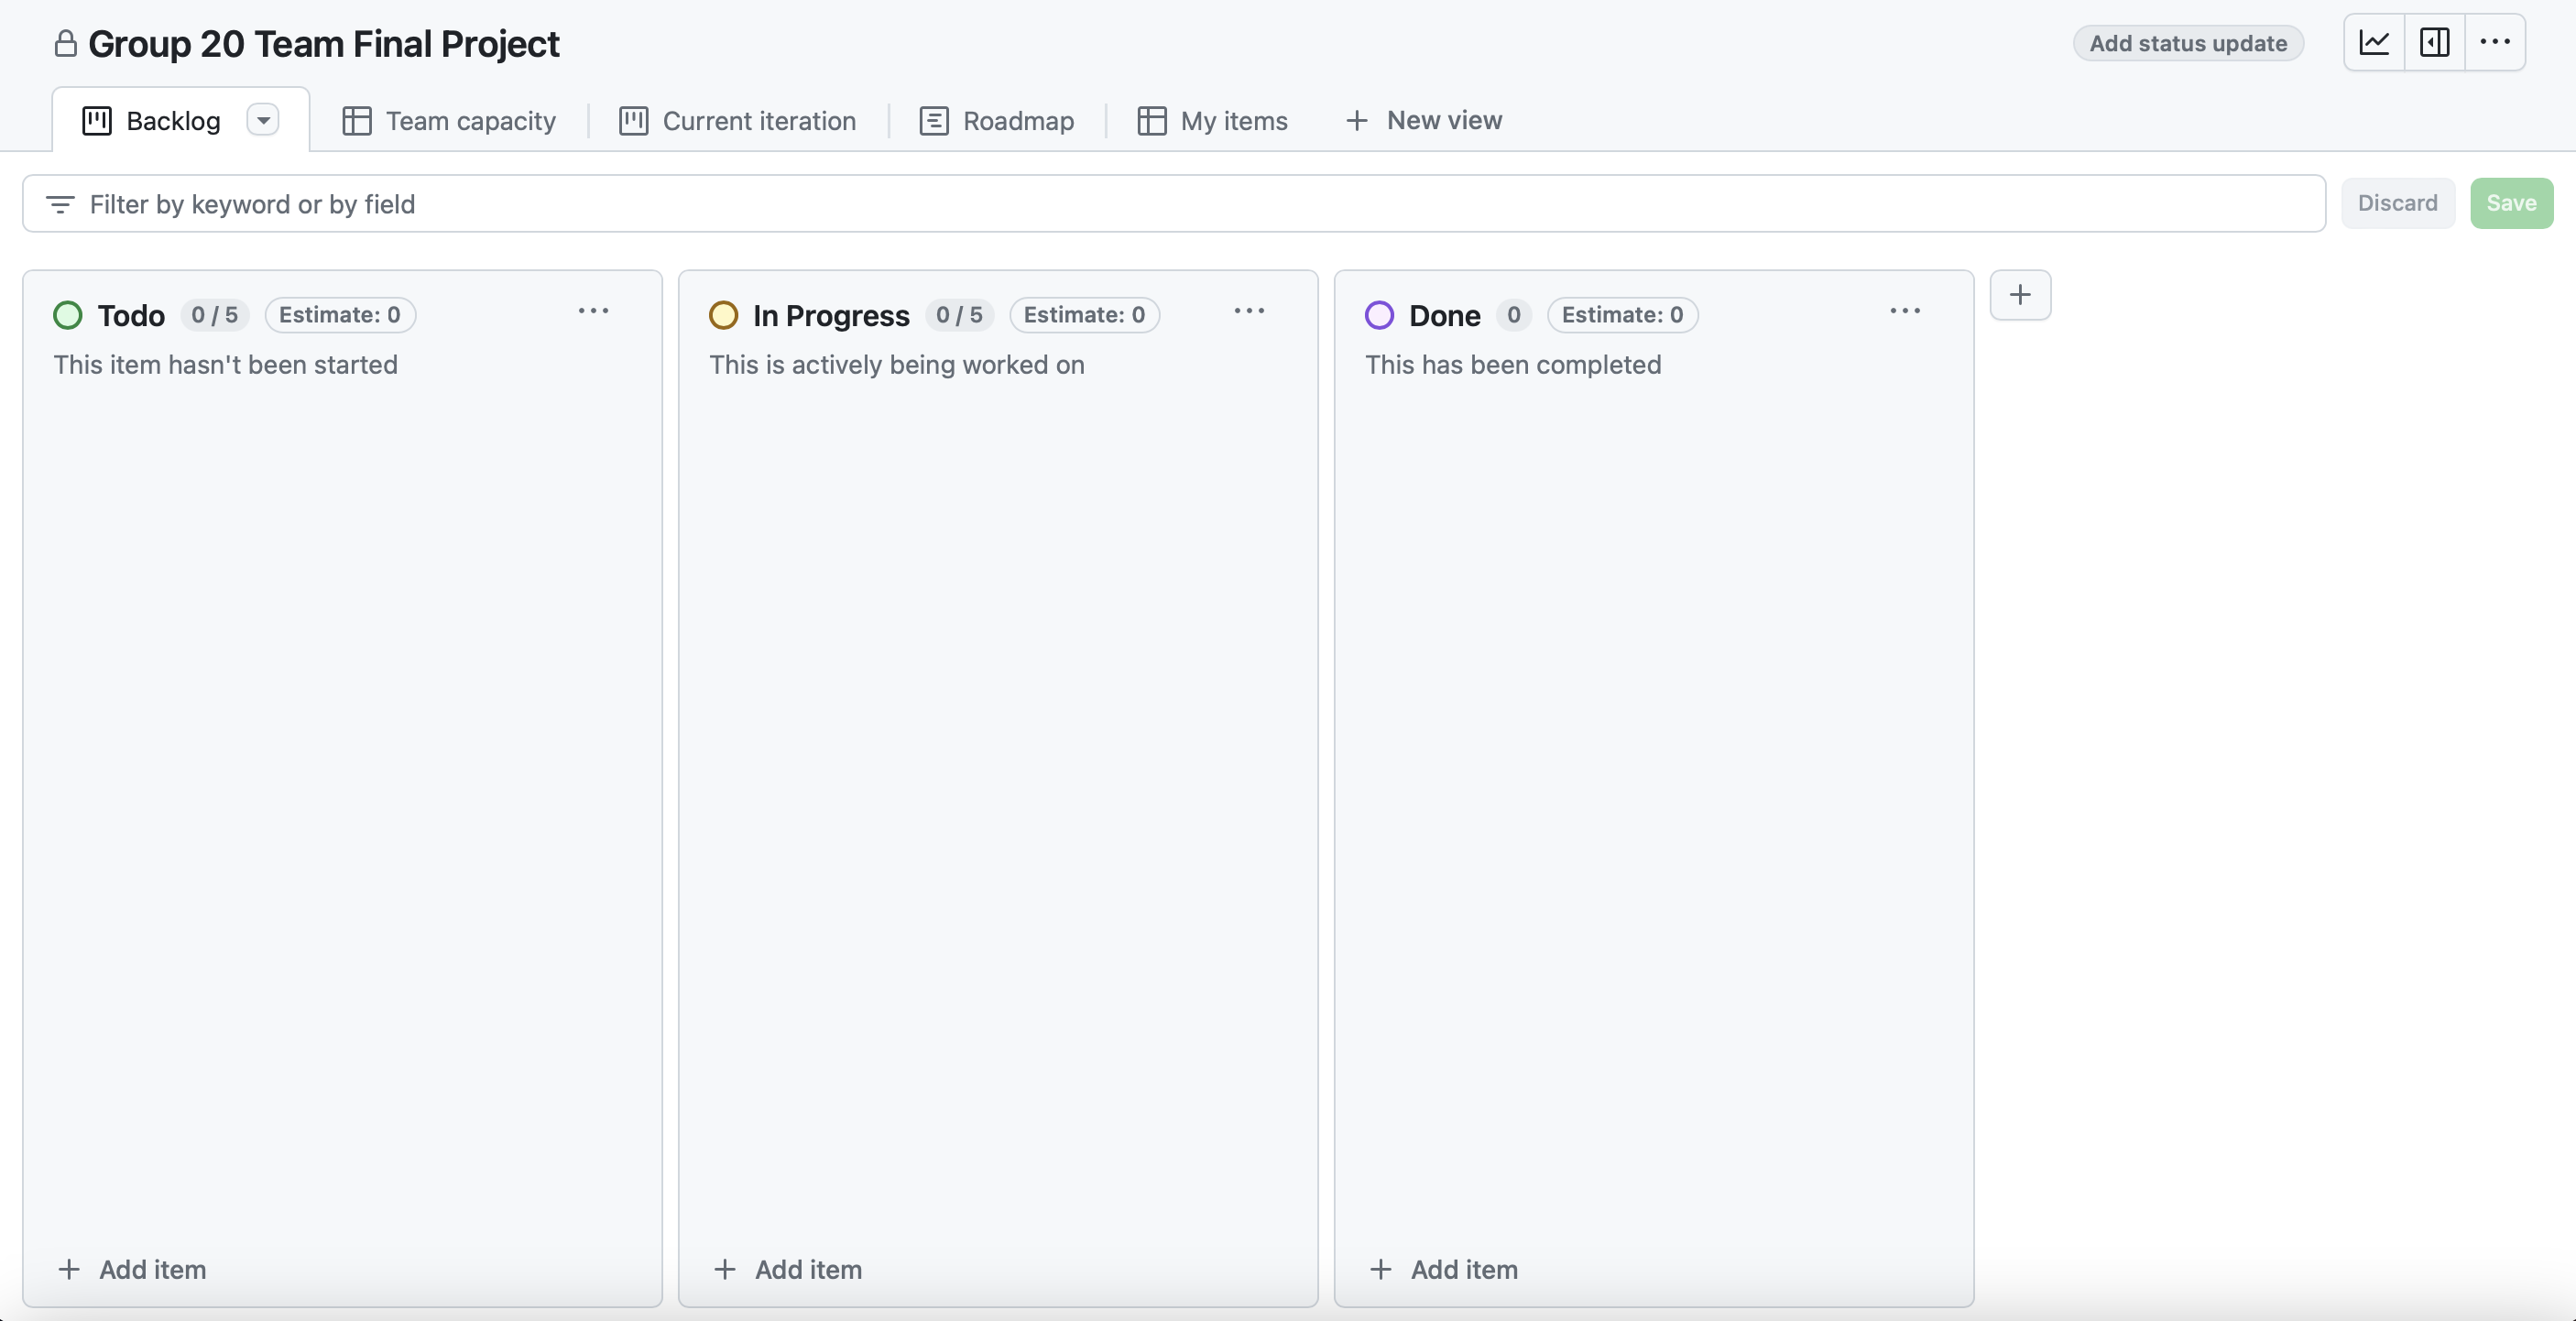 Group 20 Team Final Project
Add status update
Backlog
Team capacity
Current iteration
Roadmap
My items
New view
Filter by keyword or by field
Discard
Save
Todo 0 / 5 Estimate: 0
This item hasn't been started
Add item
In Progress 0 / 5 Estimate: 0
This is actively being worked on
Add item
Done 0 Estimate: 0
This has been completed
Add item